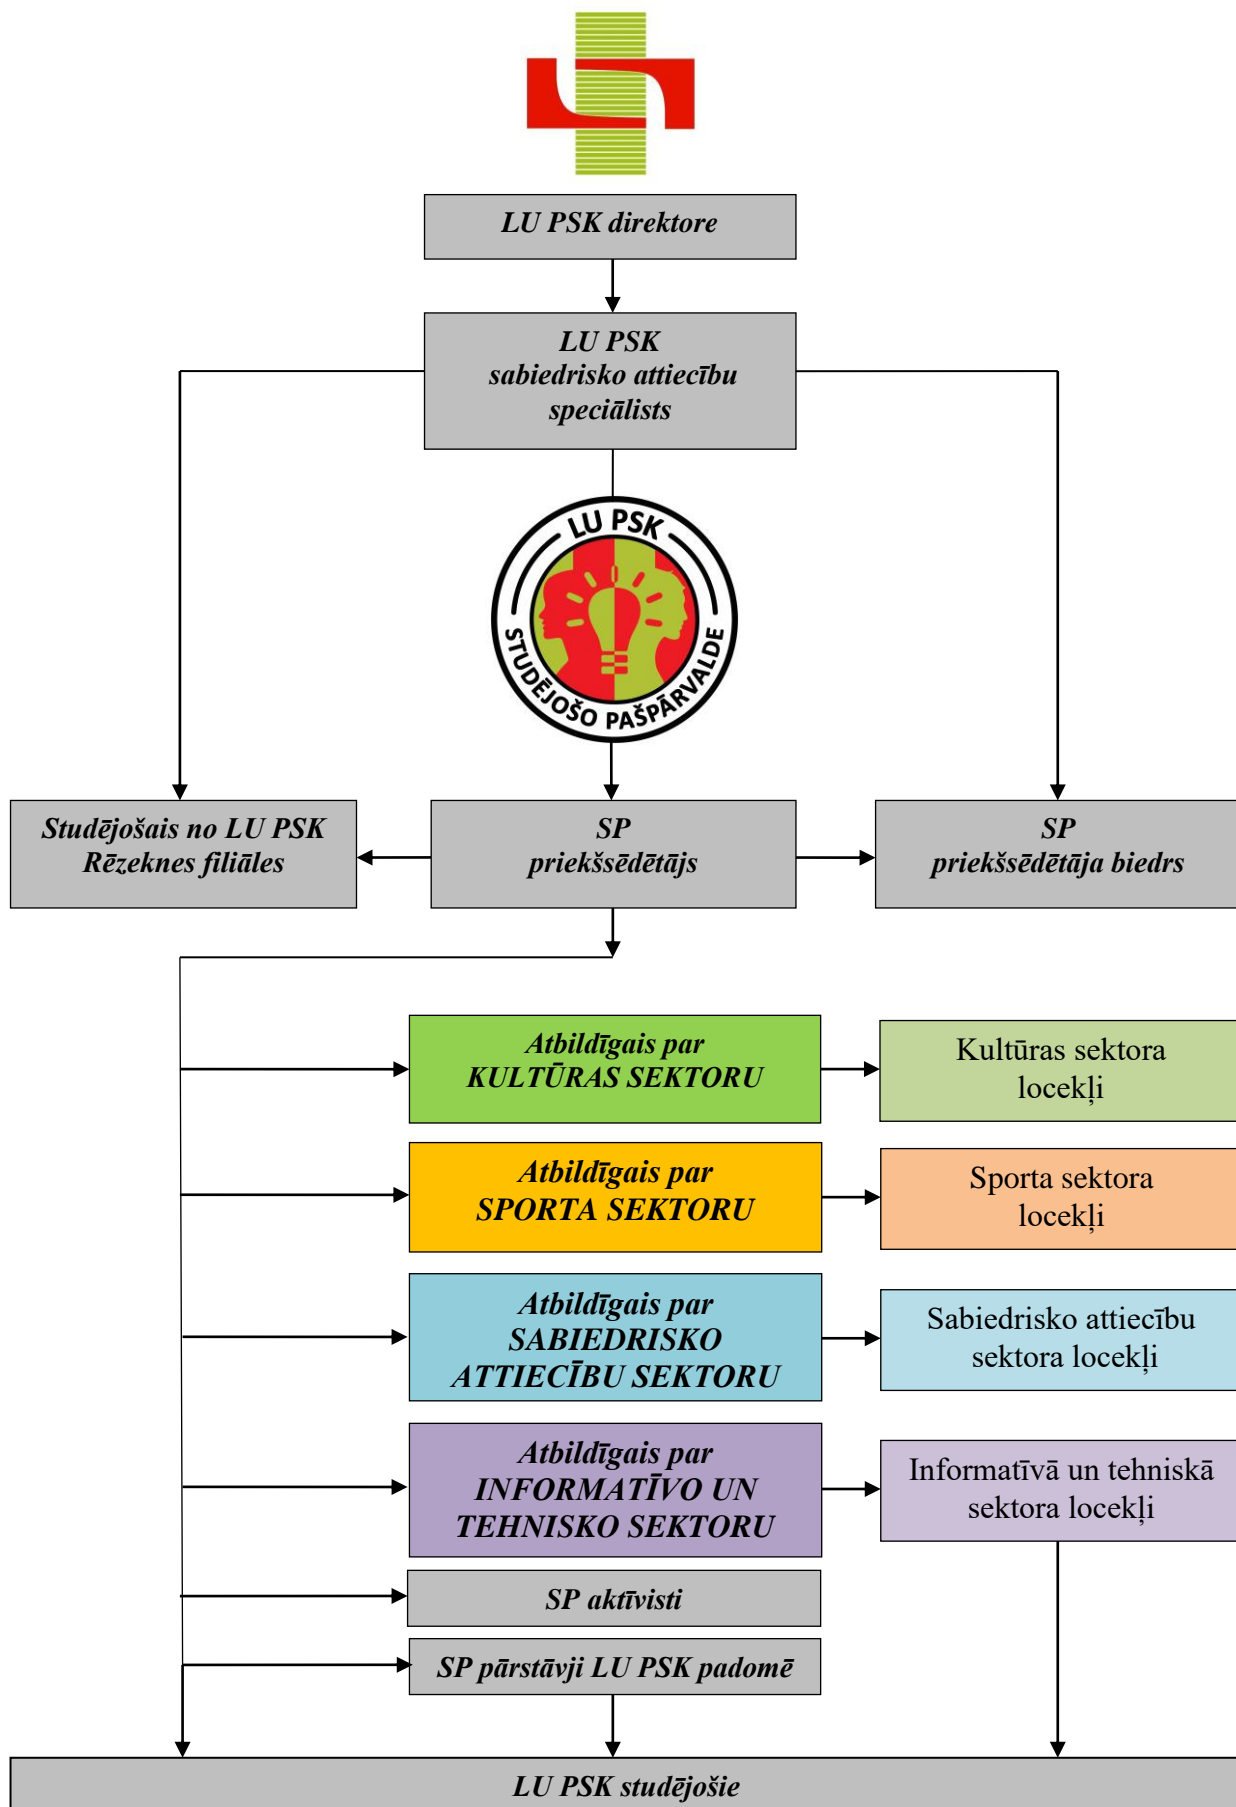 LU PSK direktore
LU PSK
sabiedrisko attiecību
speciālists
LU PSK
STUDĒJOŠO PAŠPĀRVALDE
Studējošais no LU PSK
Rēzeknes filiāles
SP
priekšsēdētājs
SP
priekšsēdētāja biedrs
Atbildīgais par
KULTŪRAS SEKTORU
Kultūras sektora
locekļi
Atbildīgais par
SPORTA SEKTORU
Sporta sektora
locekļi
Atbildīgais par
SABIEDRISKO
ATTIECĪBU SEKTORU
Sabiedrisko attiecību
sektora locekļi
Atbildīgais par
INFORMATĪVO UN
TEHNISKO SEKTORU
Informatīvā un tehniskā
sektora locekļi
SP aktīvisti
SP pārstāvji LU PSK padomē
LU PSK studējošie